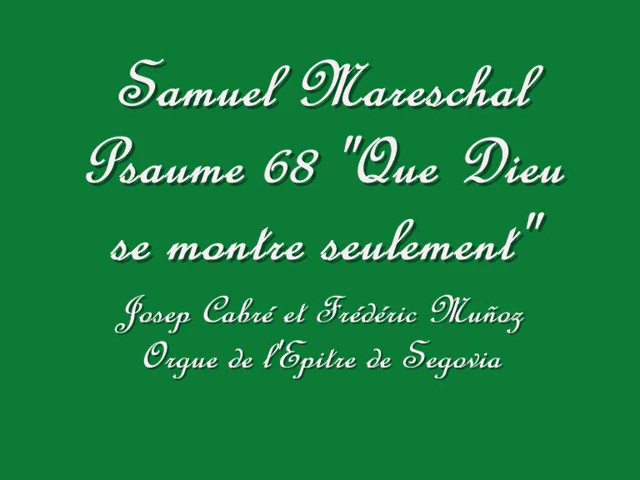 Samuel Mareschal
Psaume 68 "Que Dieu
se montre seulement"
Josep Cabré et Frédéric Muñoz
Orgue de l'Epitre de Segovia